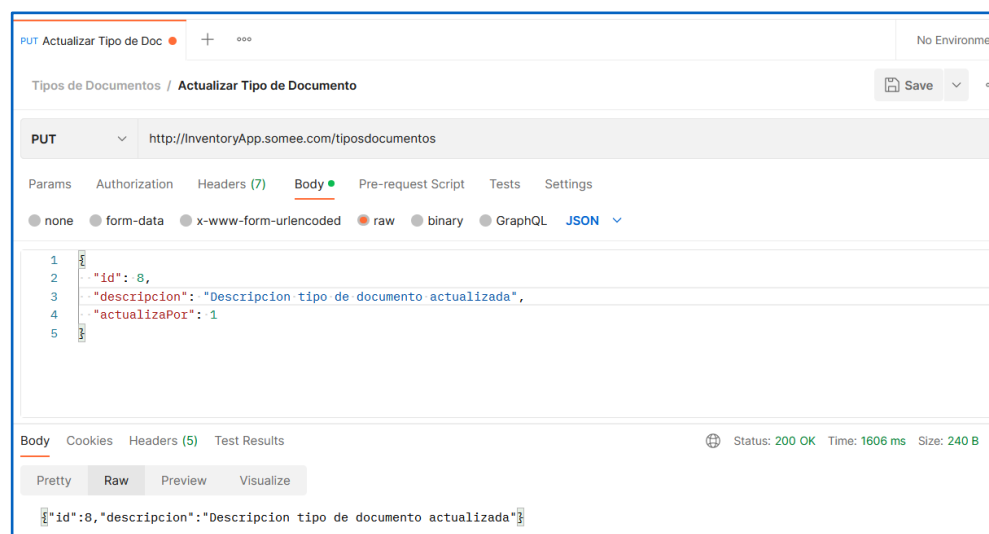 PUT Actualizar Tipo de Doc
No Environme
Tipos de Documentos / Actualizar Tipo de Documento
Save
PUT http://InventoryApp.somee.com/tiposdocumentos
Params Authorization Headers (7) Body Pre-request Script Tests Settings
none form-data x-www-form-urlencoded raw binary GraphQL JSON
1 {
2 "id": 8,
3 "descripcion": "Descripcion tipo de documento actualizada",
4 "actualizaPor": 1
5 }
Body Cookies Headers (5) Test Results Status: 200 OK Time: 1606 ms Size: 240 B
Pretty Raw Preview Visualize
{"id":8,"descripcion":"Descripcion tipo de documento actualizada"}